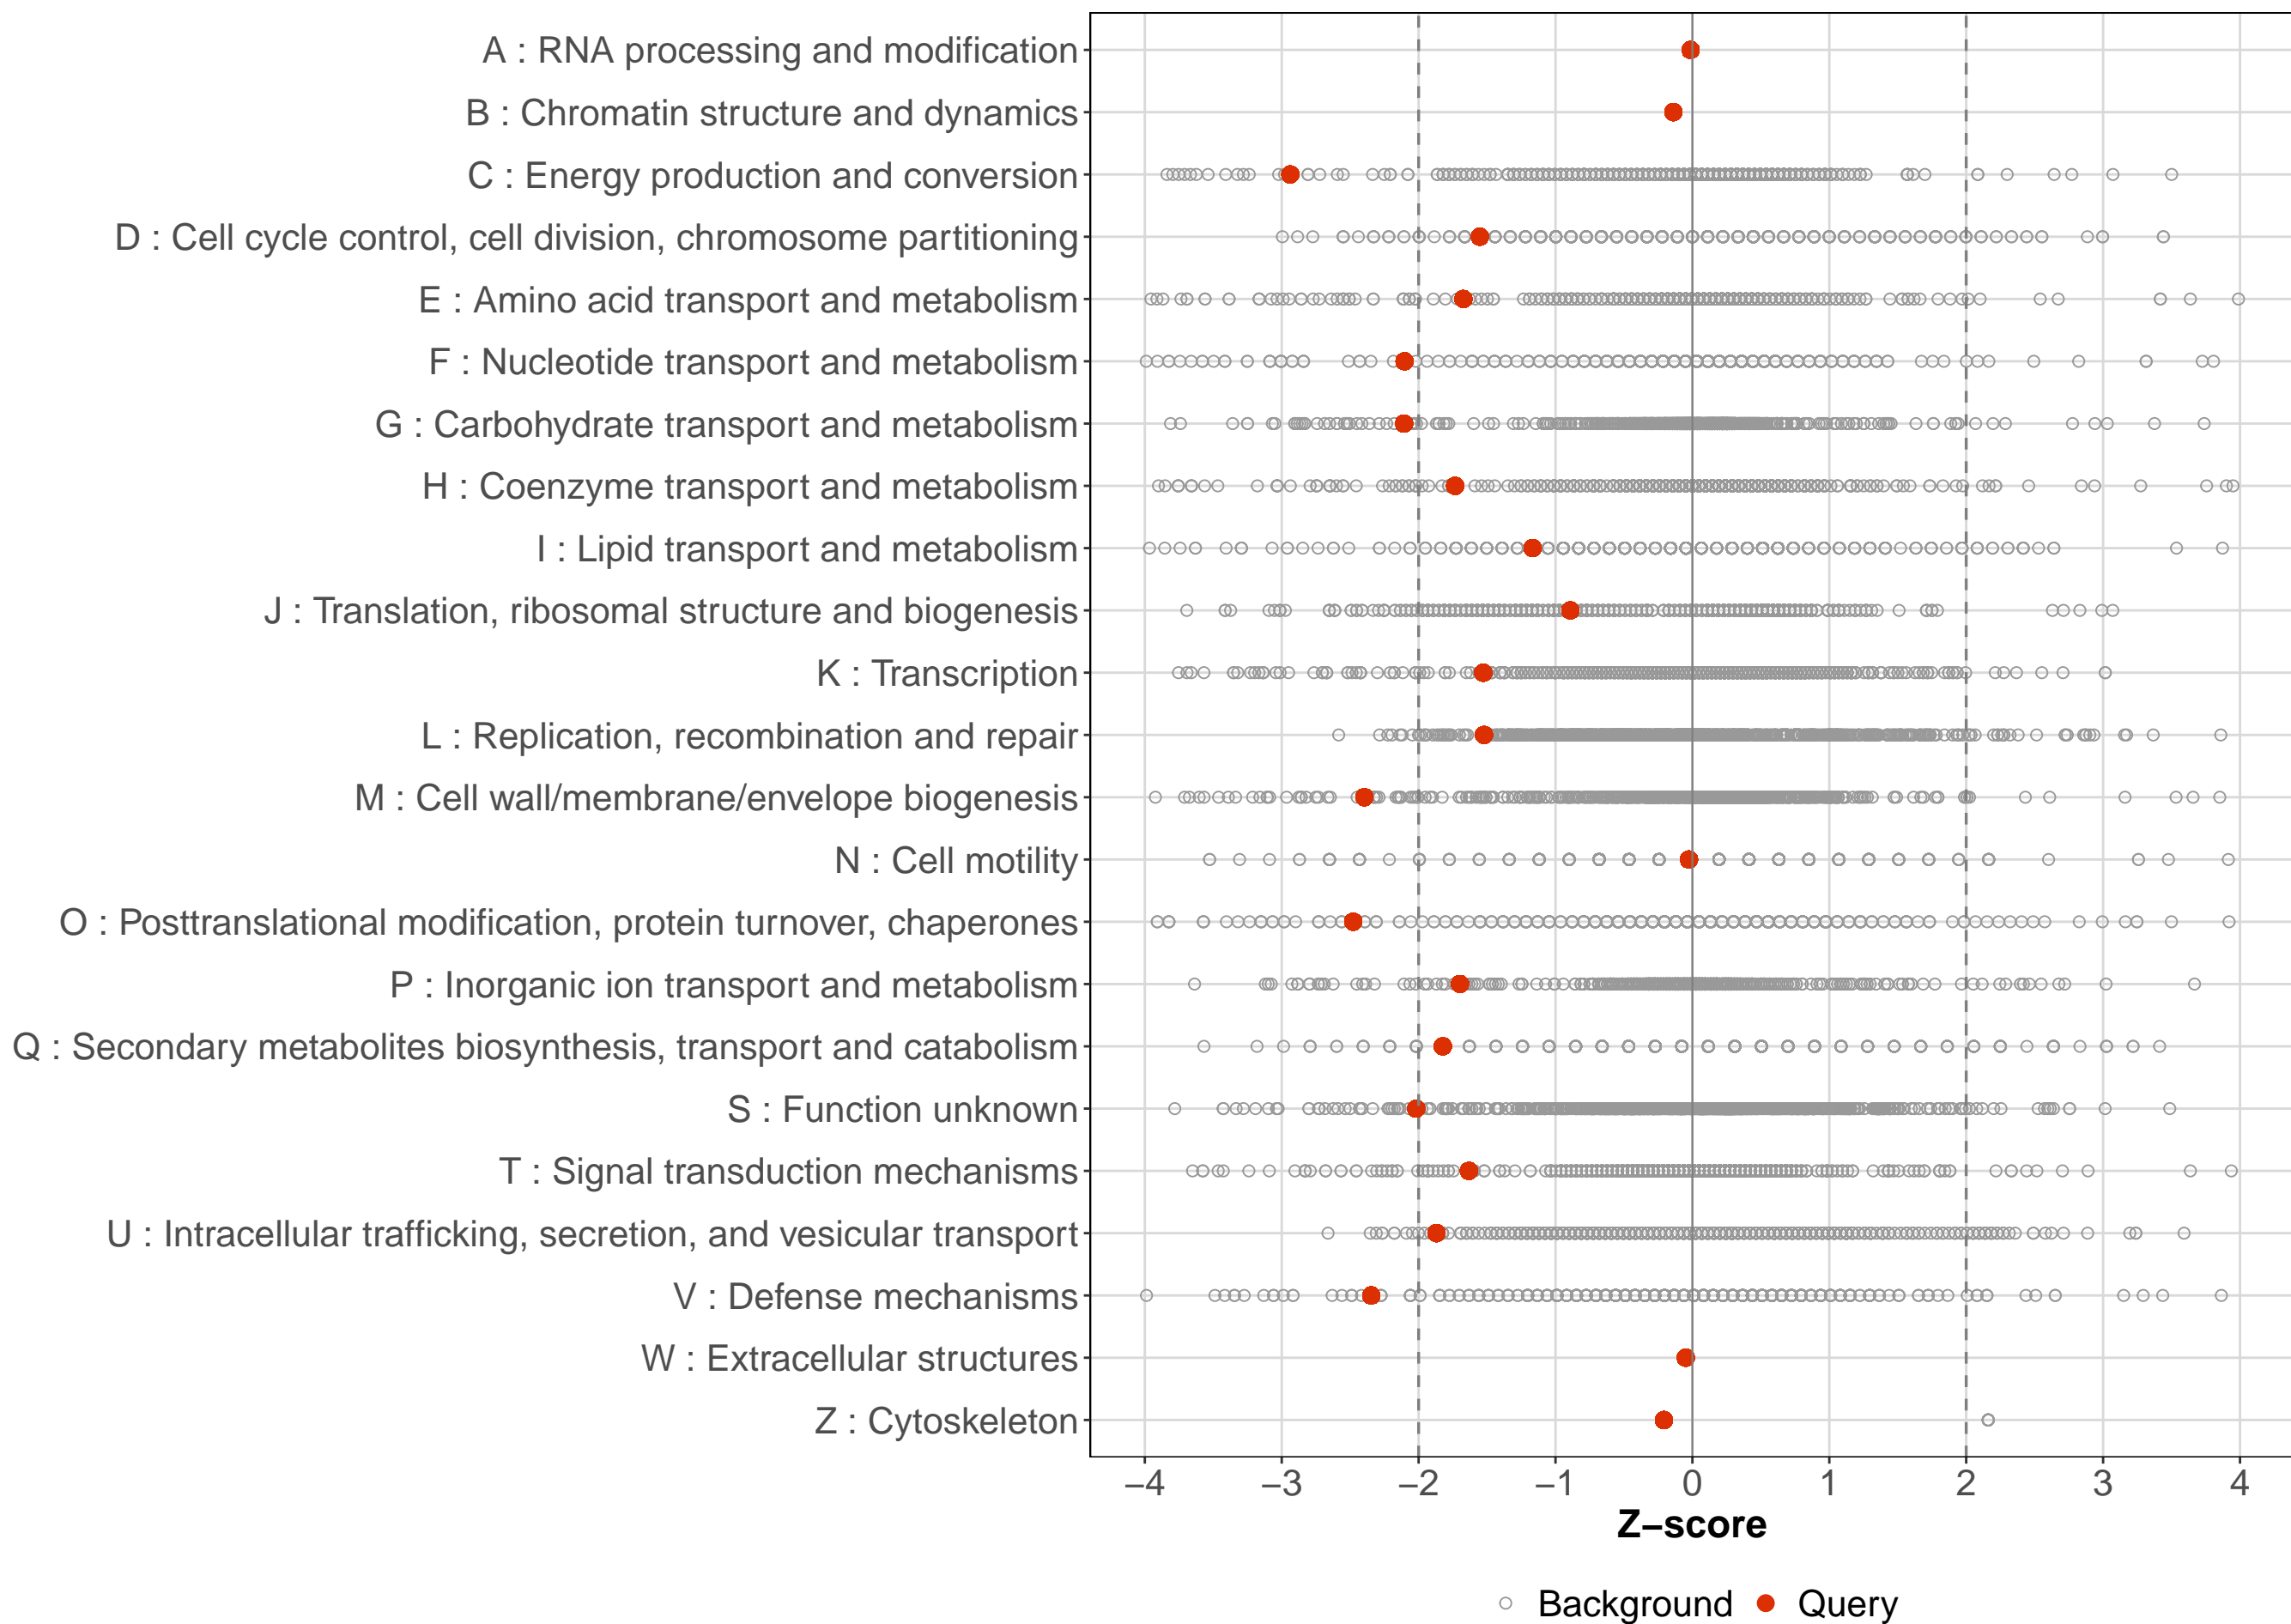 A : RNA processing and modification
B : Chromatin structure and dynamics
C : Energy production and conversion
D : Cell cycle control, cell division, chromosome partitioning
E : Amino acid transport and metabolism
F : Nucleotide transport and metabolism
G : Carbohydrate transport and metabolism
H : Coenzyme transport and metabolism
I : Lipid transport and metabolism
J : Translation, ribosomal structure and biogenesis
K : Transcription
L : Replication, recombination and repair
M : Cell wall/membrane/envelope biogenesis
N : Cell motility
O : Posttranslational modification, protein turnover, chaperones
P : Inorganic ion transport and metabolism
Q : Secondary metabolites biosynthesis, transport and catabolism
S : Function unknown
T : Signal transduction mechanisms
U : Intracellular trafficking, secretion, and vesicular transport
V : Defense mechanisms
W : Extracellular structures
Z : Cytoskeleton
−4 −3 −2 −1 0 1 2 3 4
Z−score
Background Query